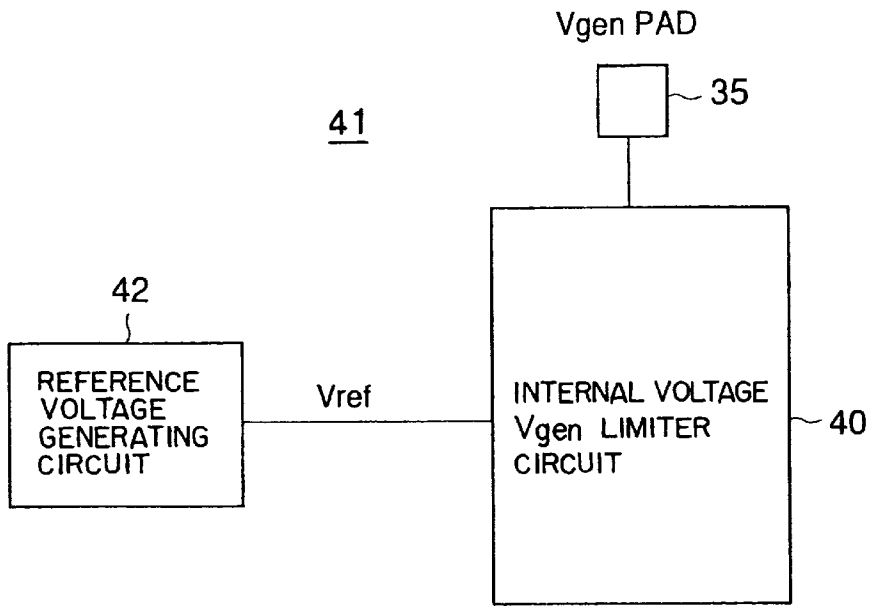 Vgen PAD
35
41
42
REFERENCE
VOLTAGE
GENERATING
CIRCUIT
Vref
INTERNAL VOLTAGE
Vgen LIMITER
CIRCUIT
40